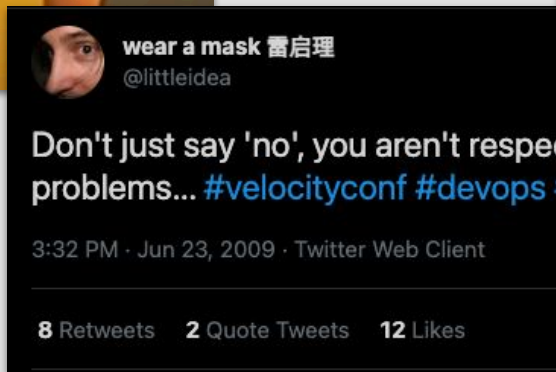 wear a mask 雷启理
@littleidea
Don't just say 'no', you aren't
problems... #velocityconf #devops
3:32 PM · Jun 23, 2009 · Twitter Web Client
8 Retweets 2 Quote Tweets 12 Likes